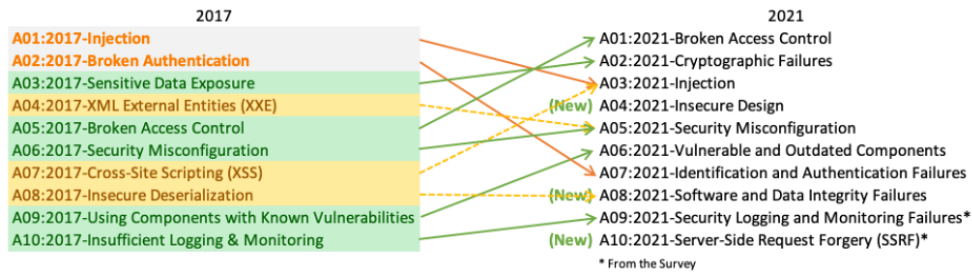 2017
A01:2017-Injection
A02:2017-Broken Authentication
A03:2017-Sensitive Data Exposure
A04:2017-XML External Entities (XXE)
A05:2017-Broken Access Control
A06:2017-Security Misconfiguration
A07:2017-Cross-Site Scripting (XSS)
A08:2017-Insecure Deserialization
A09:2017-Using Components with Known Vulnerabilities
A10:2017-Insufficient Logging & Monitoring
2021
A01:2021-Broken Access Control
A02:2021-Cryptographic Failures
A03:2021-Injection
(New) A04:2021-Insecure Design
A05:2021-Security Misconfiguration
A06:2021-Vulnerable and Outdated Components
A07:2021-Identification and Authentication Failures
(New) A08:2021-Software and Data Integrity Failures
A09:2021-Security Logging and Monitoring Failures*
(New) A10:2021-Server-Side Request Forgery (SSRF)*
* From the Survey